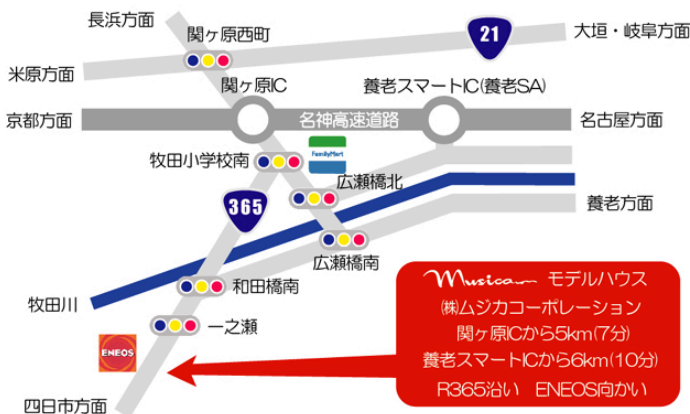 長浜方面
関ヶ原西町
21
大垣・岐阜方面
米原方面
関ヶ原IC
養老スマートIC(養老SA)
京都方面
名神高速道路
名古屋方面
牧田小学校南
FamilyMart
広瀬橋北
365
養老方面
広瀬橋南
和田橋南
牧田川
一之瀬
ENEOS
四日市方面
Musica モデルハウス
㈱ムジカコーポレーション
関ヶ原ICから5km(7分)
養老スマートICから6km(10分)
R365沿い ENEOS向かい